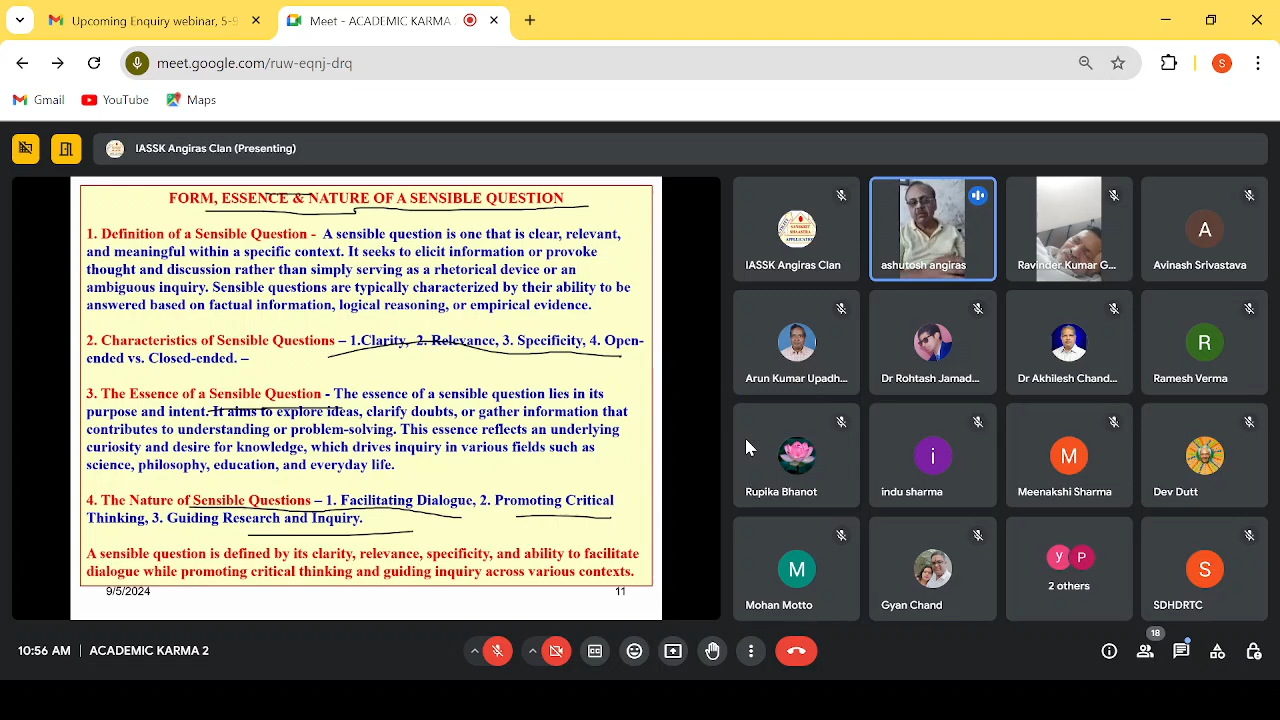 Upcoming Enquiry webinar, 5-9
Meet - ACADEMIC KARMA
meet.google.com/ruw-eqnj-drq
S
Gmail
YouTube
Maps
IASSK Angiras Clan (Presenting)
FORM, ESSENCE & NATURE OF A SENSIBLE QUESTION
1. Definition of a Sensible Question - A sensible question is one that is clear, relevant,
and meaningful within a specific context. It seeks to elicit information or provoke
thought and discussion rather than simply serving as a rhetorical device or an
ambiguous inquiry. Sensible questions are typically characterized by their ability to be
answered based on factual information, logical reasoning, or empirical evidence.
2. Characteristics of Sensible Questions – 1.Clarity, 2. Relevance, 3. Specificity, 4. Open-
ended vs. Closed-ended. –
3. The Essence of a Sensible Question - The essence of a sensible question lies in its
purpose and intent. It aims to explore ideas, clarify doubts, or gather information that
contributes to understanding or problem-solving. This essence reflects an underlying
curiosity and desire for knowledge, which drives inquiry in various fields such as
science, philosophy, education, and everyday life.
4. The Nature of Sensible Questions – 1. Facilitating Dialogue, 2. Promoting Critical
Thinking, 3. Guiding Research and Inquiry.
A sensible question is defined by its clarity, relevance, specificity, and ability to facilitate
dialogue while promoting critical thinking and guiding inquiry across various contexts.
9/5/2024
11
IASSK Angiras Clan
ashutosh angiras
Ravinder Kumar G...
A
Avinash Srivastava
Arun Kumar Upadh...
Dr Rohtash Jamad...
Dr Akhilesh Chand...
R
Ramesh Verma
Rupika Bhanot
i
indu sharma
M
Meenakshi Sharma
Dev Dutt
M
Mohan Motto
Gyan Chand
y P
2 others
S
SDHDRTC
10:56 AM | ACADEMIC KARMA 2
18